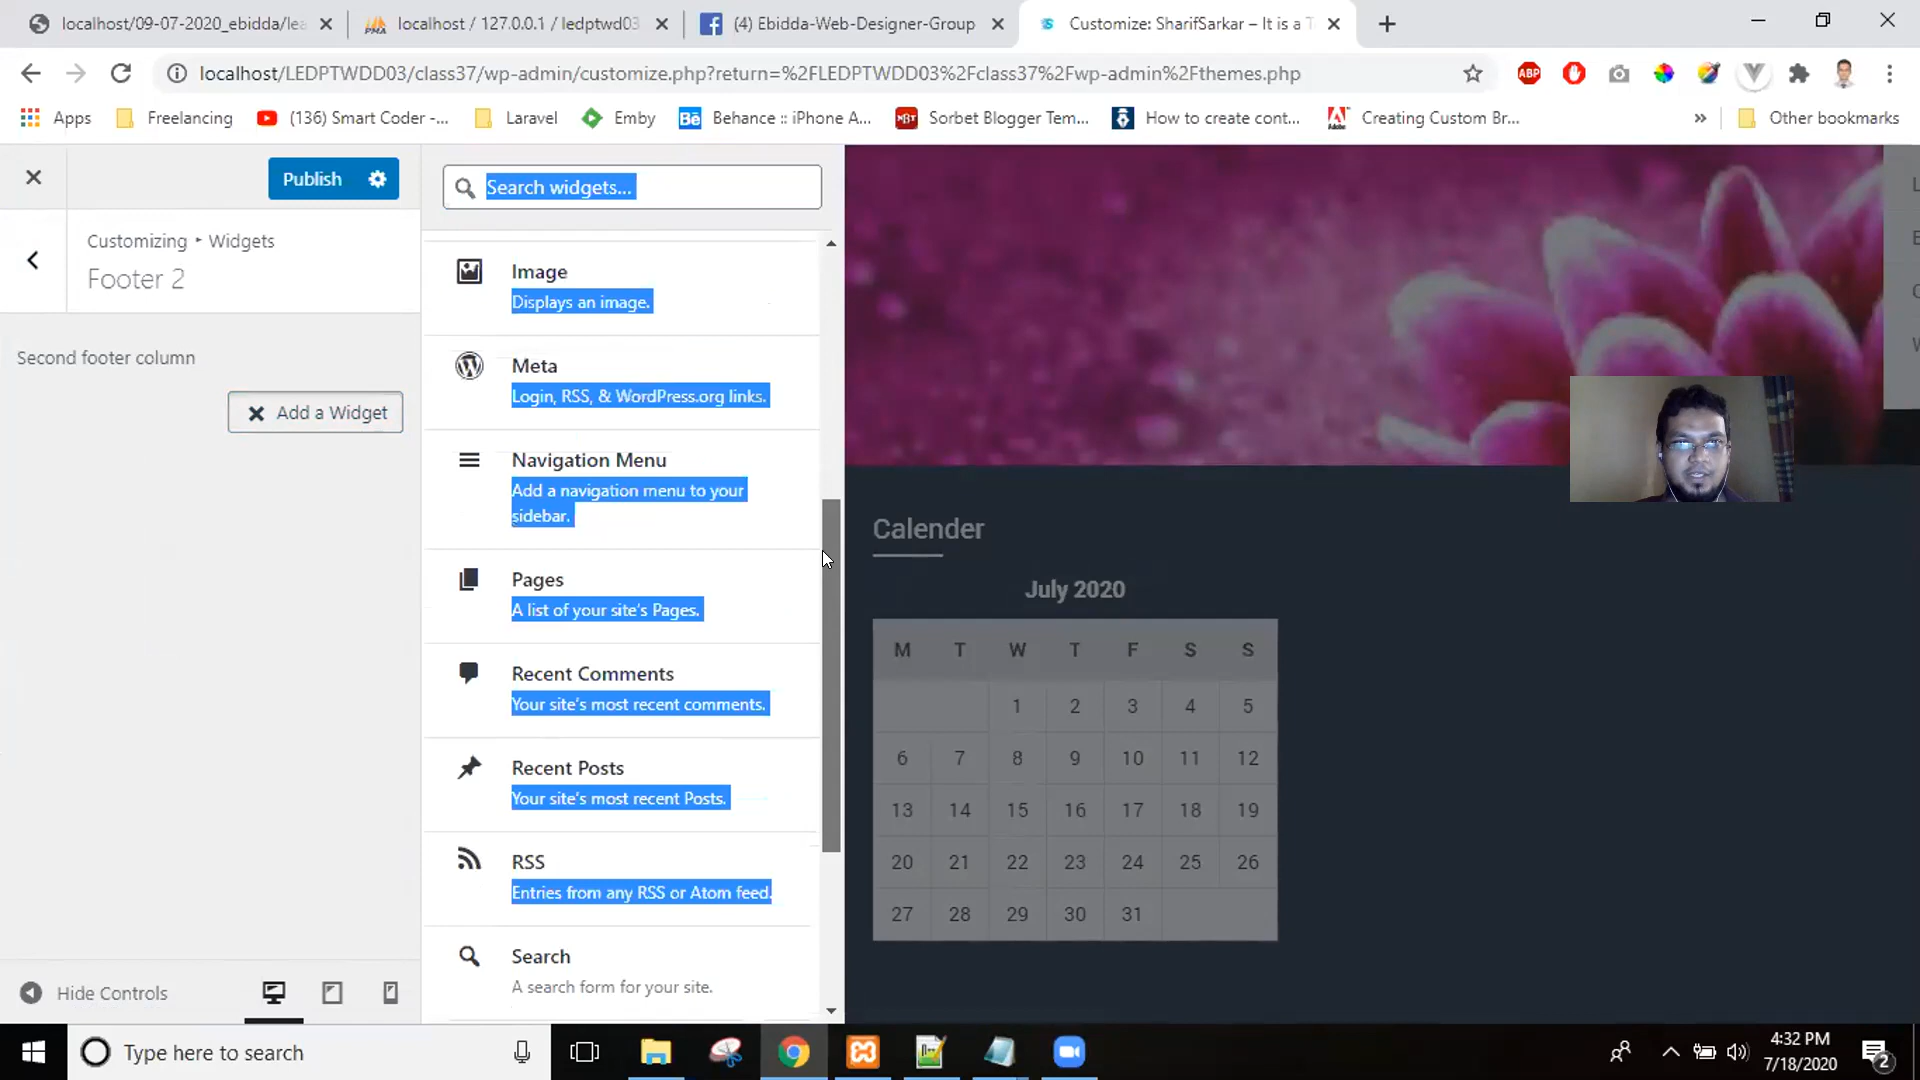 localhost/09-07-2020_ebidda/lea
localhost / 127.0.0.1 / ledptwd03
(4) Ebidda-Web-Designer-Group
Customize: SharifSarkar – It is a T
localhost/LEDPTWDD03/class37/wp-admin/customize.php?return=%2FLEDPTWDD03%2Fclass37%2Fwp-admin%2Fthemes.php
ABP
Apps
Freelancing
(136) Smart Coder -...
Laravel
Emby
Behance :: iPhone A...
Sorbet Blogger Tem...
How to create cont...
Creating Custom Br...
Other bookmarks
Publish
Customizing ▸ Widgets
Footer 2
Second footer column
Add a Widget
Hide Controls
Search widgets...
Image
Displays an image.
Meta
Login, RSS, & WordPress.org links.
Navigation Menu
Add a navigation menu to your
sidebar.
Pages
A list of your site's Pages.
Recent Comments
Your site's most recent comments.
Recent Posts
Your site's most recent Posts.
RSS
Entries from any RSS or Atom feed.
Search
A search form for your site.
Calender
July 2020
M T W T F S S
1 2 3 4 5
6 7 8 9 10 11 12
13 14 15 16 17 18 19
20 21 22 23 24 25 26
27 28 29 30 31
Type here to search
4:32 PM
7/18/2020
2